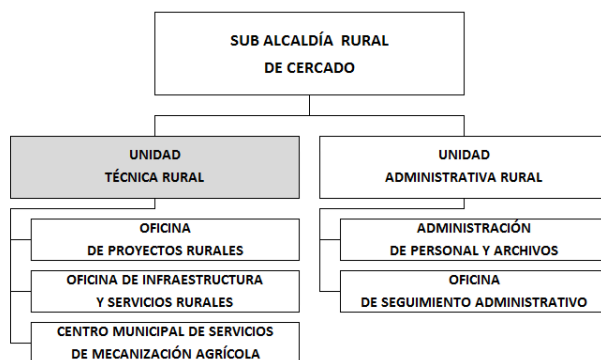 SUB ALCALDÍA RURAL
DE CERCADO
UNIDAD
TÉCNICA RURAL
UNIDAD
ADMINISTRATIVA RURAL
OFICINA
DE PROYECTOS RURALES
ADMINISTRACIÓN
DE PERSONAL Y ARCHIVOS
OFICINA DE INFRAESTRUCTURA
Y SERVICIOS RURALES
OFICINA
DE SEGUIMIENTO ADMINISTRATIVO
CENTRO MUNICIPAL DE SERVICIOS
DE MECANIZACIÓN AGRÍCOLA